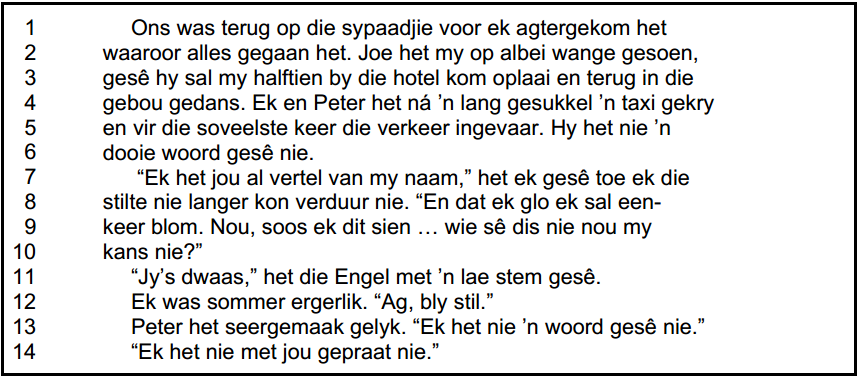 1 Ons was terug op die sypaadjie voor ek agtergekom het
2 waaroor alles gegaan het. Joe het my op albei wange gesoen,
3 gesê hy sal my halftien by die hotel kom oplaai en terug in die
4 gebou gedans. Ek en Peter het ná ’n lang gesukkel ’n taxi gekry
5 en vir die soveelste keer die verkeer ingevaar. Hy het nie ’n
6 dooie woord gesê nie.
7 “Ek het jou al vertel van my naam,” het ek gesê toe ek die
8 stilte nie langer kon verduur nie. “En dat ek glo ek sal een-
9 keer blom. Nou, soos ek dit sien … wie sê dis nie nou my
10 kans nie?”
11 “Jy’s dwaas,” het die Engel met ’n lae stem gesê.
12 Ek was sommer ergerlik. “Ag, bly stil.”
13 Peter het seergemaak gelyk. “Ek het nie ’n woord gesê nie.”
14 “Ek het nie met jou gepraat nie.”